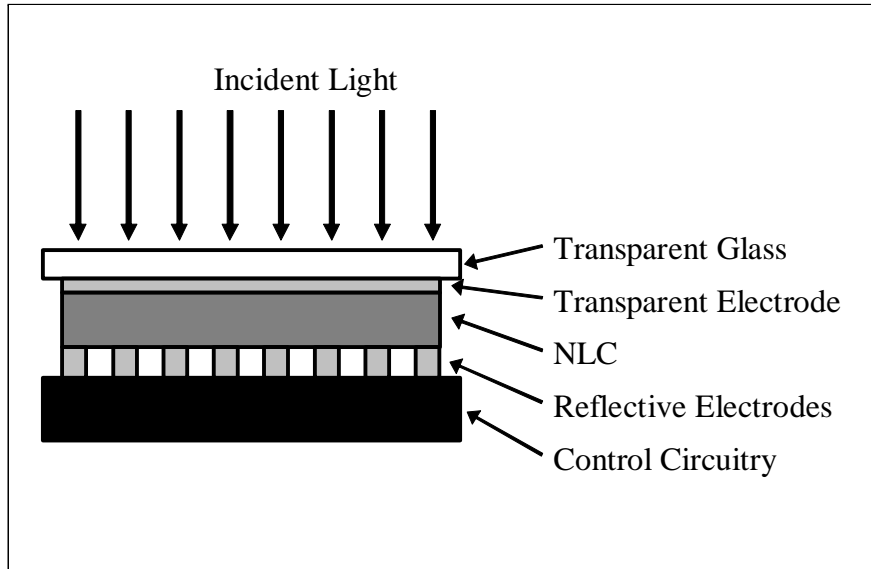 Incident Light
Transparent Glass
Transparent Electrode
NLC
Reflective Electrodes
Control Circuitry